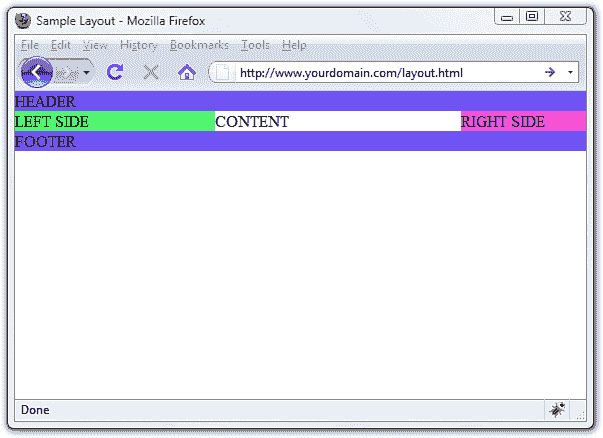 Sample Layout - Mozilla Firefox
File Edit View History Bookmarks Tools Help
http://www.yourdomain.com/layout.html
HEADER
LEFT SIDE CONTENT RIGHT SIDE
FOOTER
Done